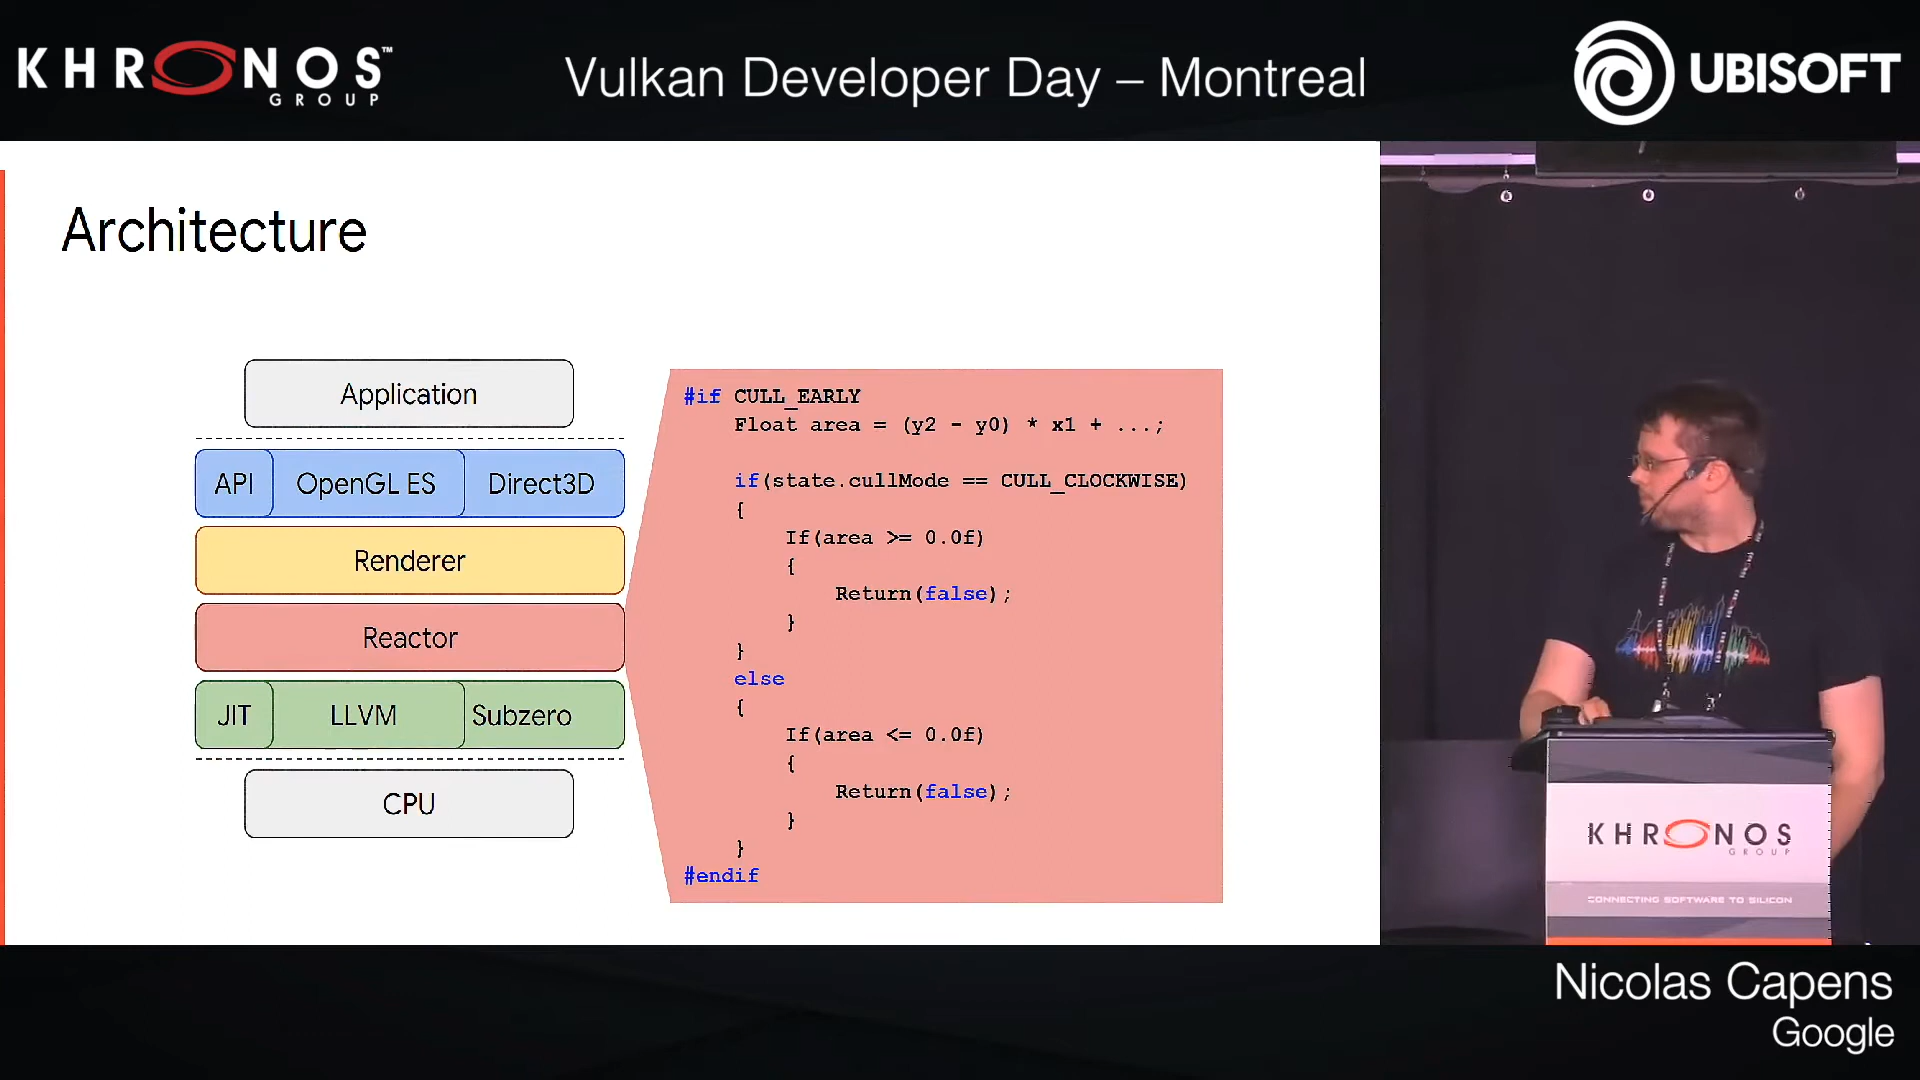 KHRONOS™
GROUP
Vulkan Developer Day – Montreal
UBISOFT
Architecture
Application
API OpenGL ES Direct3D
Renderer
Reactor
JIT LLVM Subzero
CPU
#if CULL_EARLY
Float area = (y2 - y0) * x1 + ...;
if(state.cullMode == CULL_CLOCKWISE)
{
If(area >= 0.0f)
{
Return(false);
}
}
else
{
If(area <= 0.0f)
{
Return(false);
}
}
#endif
KHRONOS
GROUP
CONNECTING SOFTWARE TO SILICON
Nicolas Capens
Google